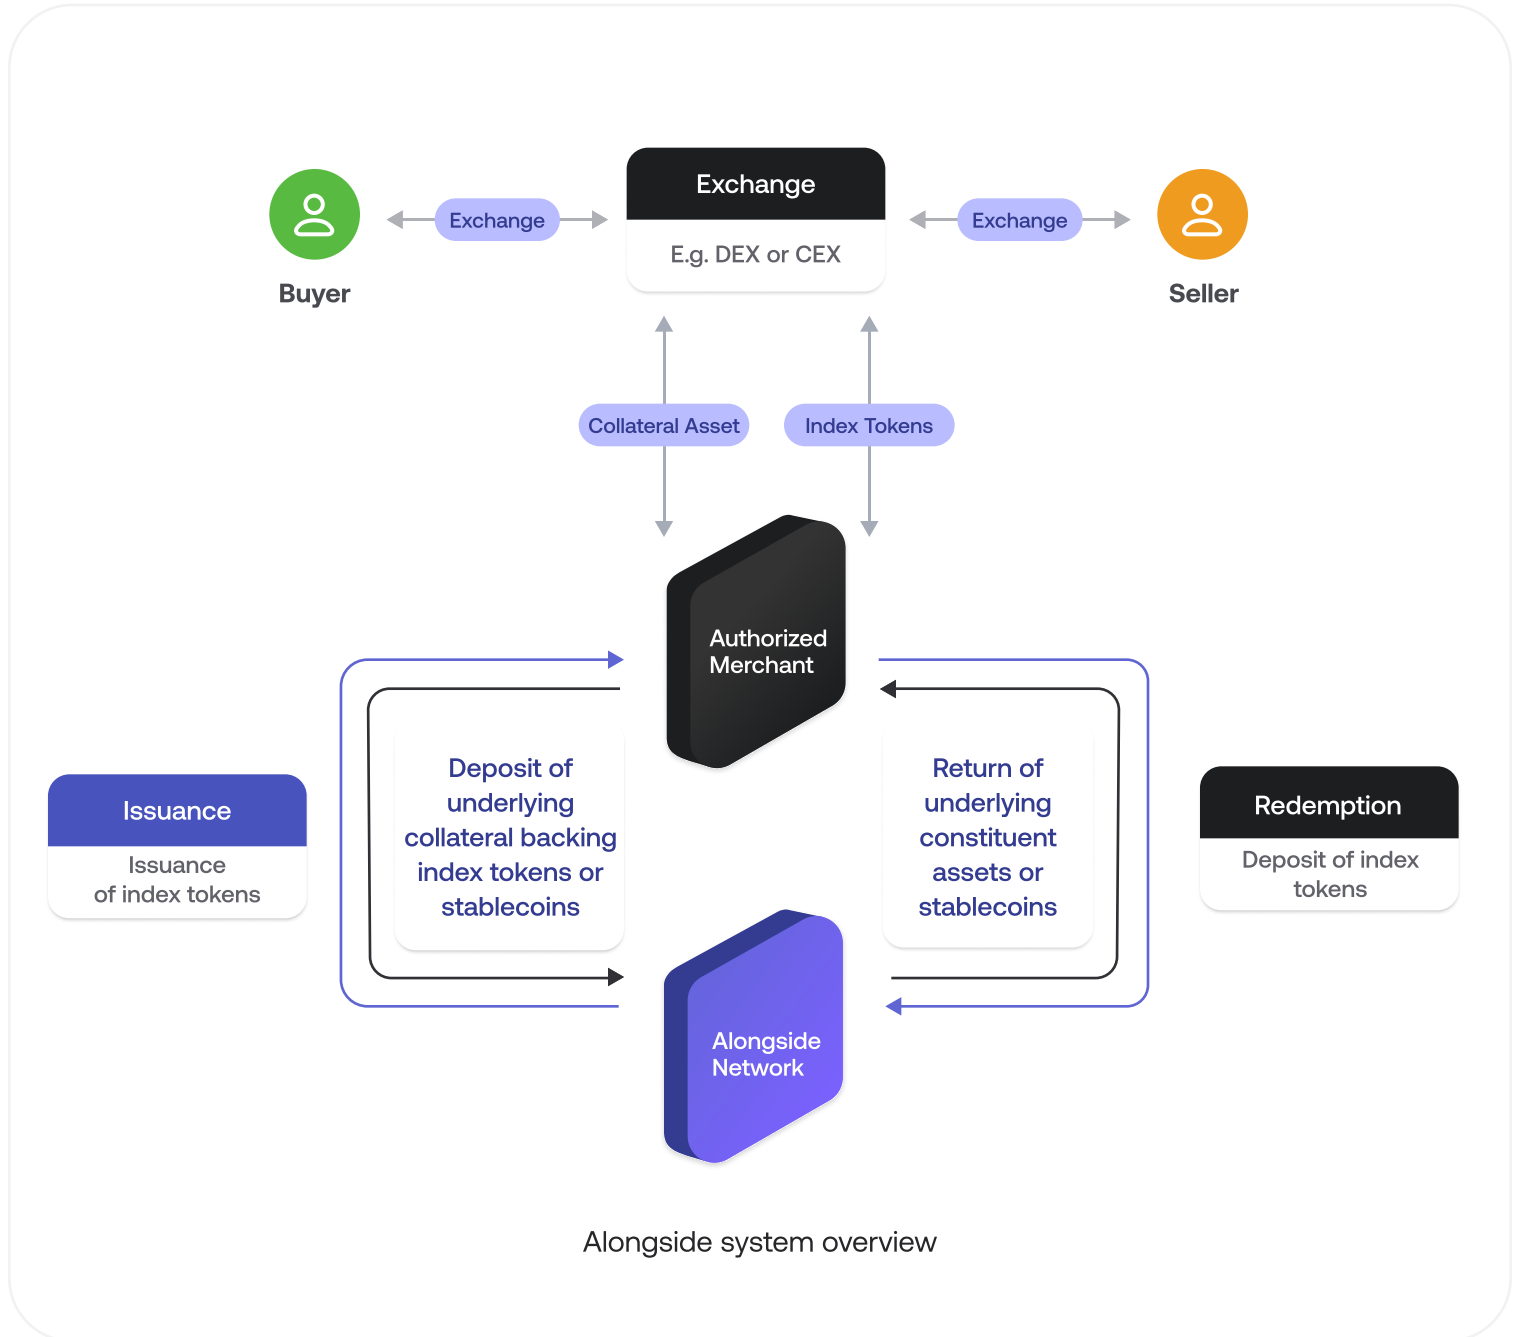 Exchange
E.g. DEX or CEX
Exchange
Exchange
Buyer
Seller
Collateral Asset
Index Tokens
Authorized
Merchant
Issuance
Issuance
of index tokens
Deposit of
underlying
collateral backing
index tokens or
stablecoins
Return of
underlying
constituent
assets or
stablecoins
Redemption
Deposit of index
tokens
Alongside
Network
Alongside system overview